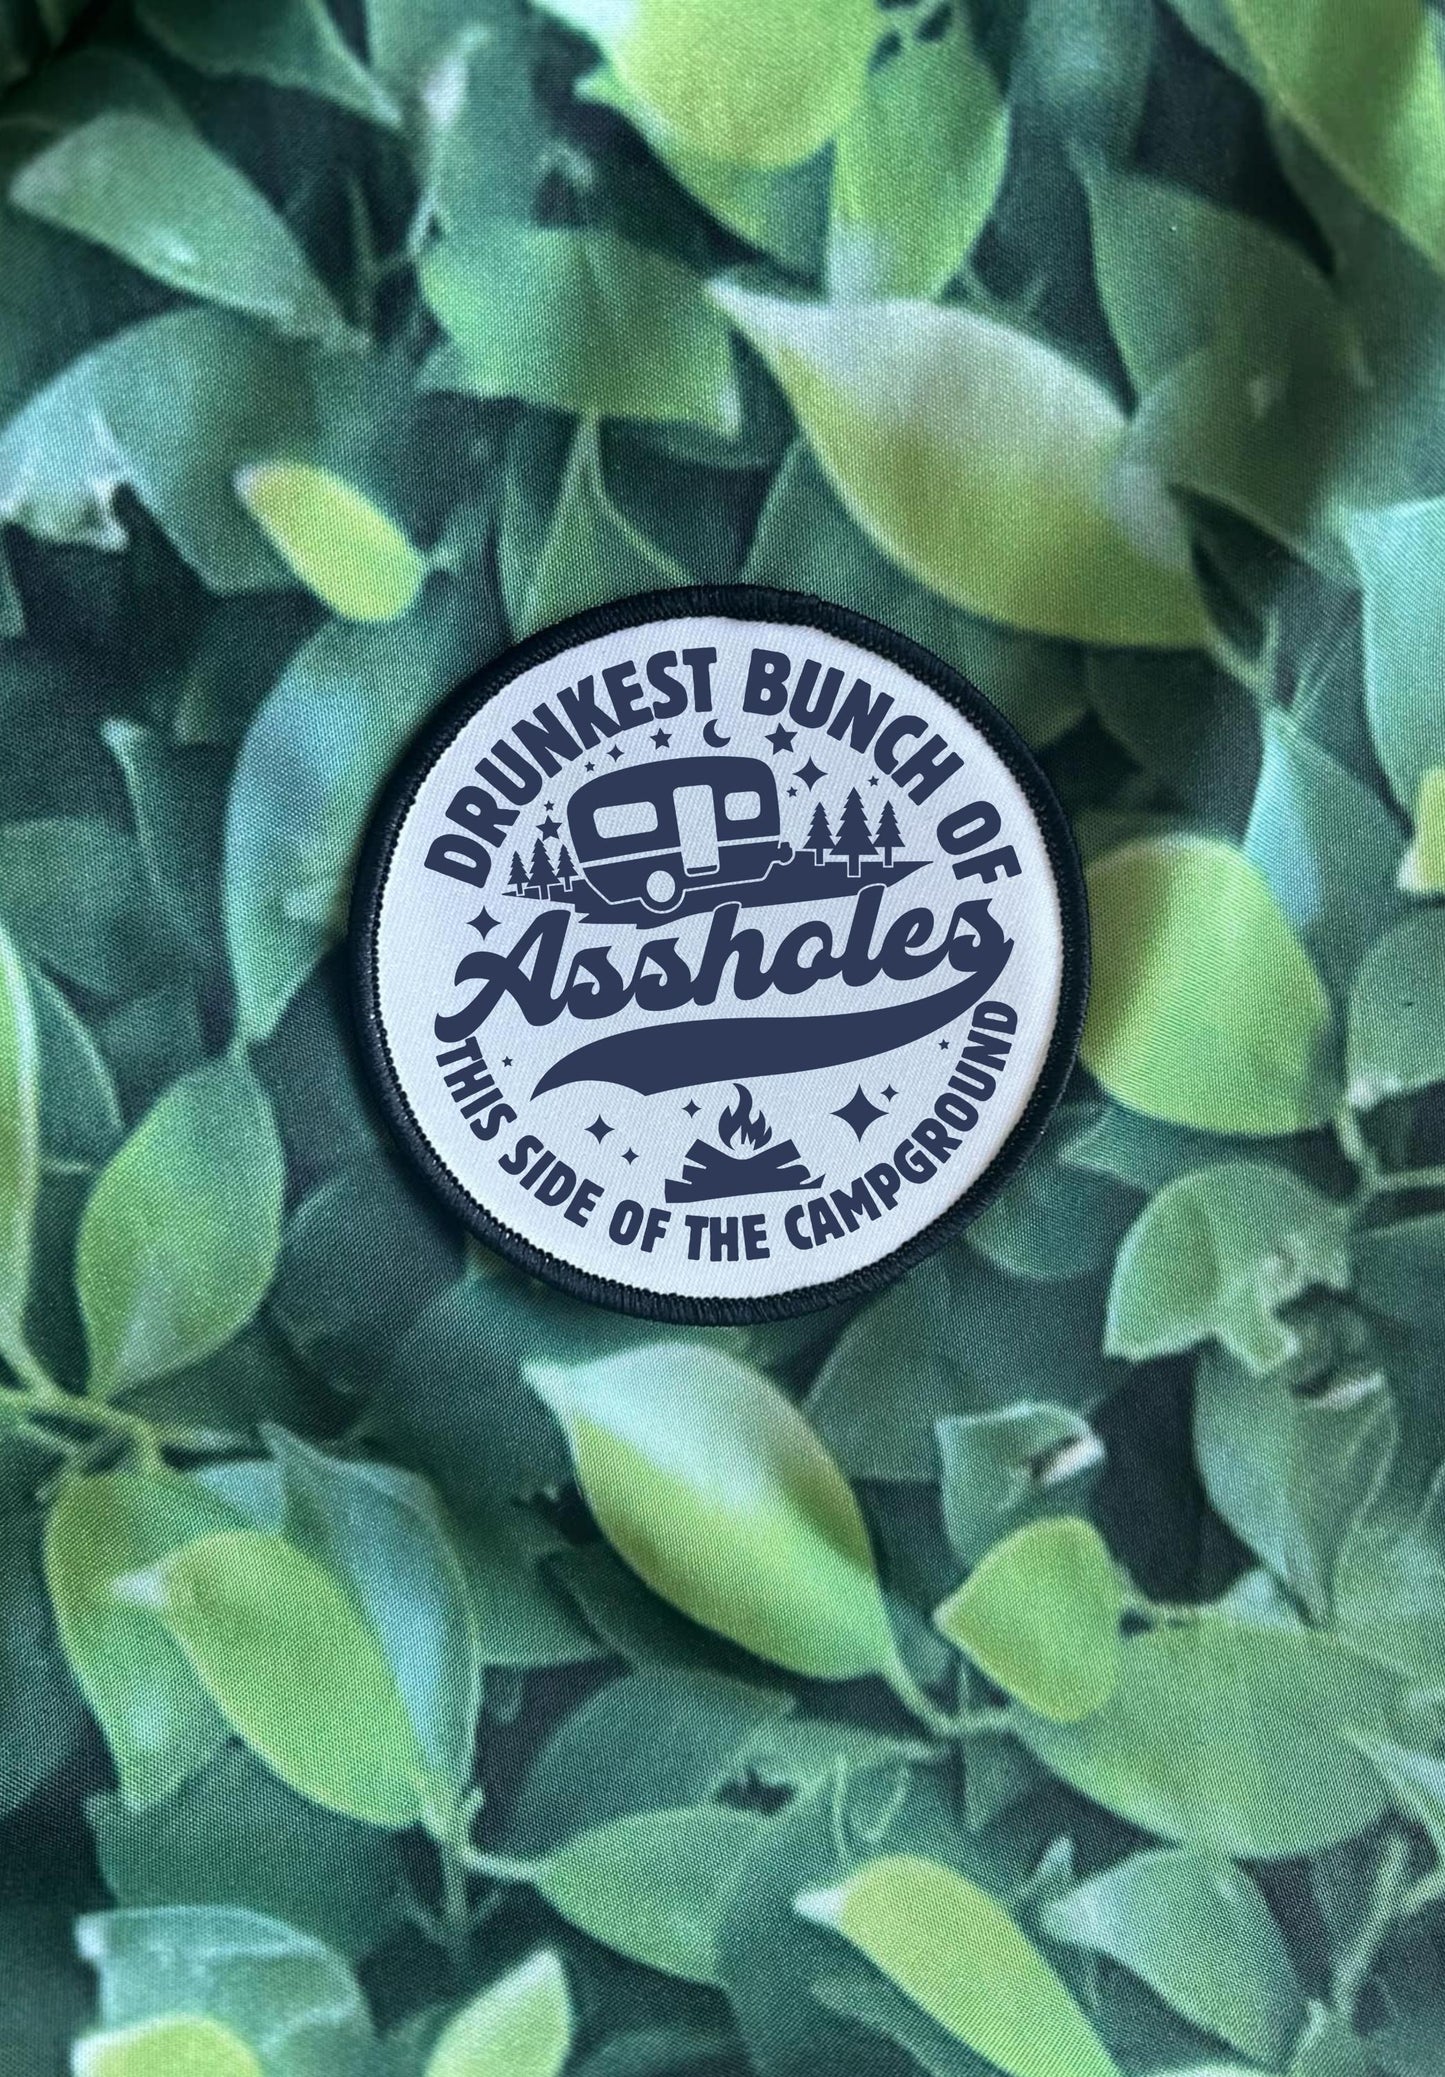 DRUNKEST BUNCH OF
Assholes
THIS SIDE OF THE CAMPGROUND